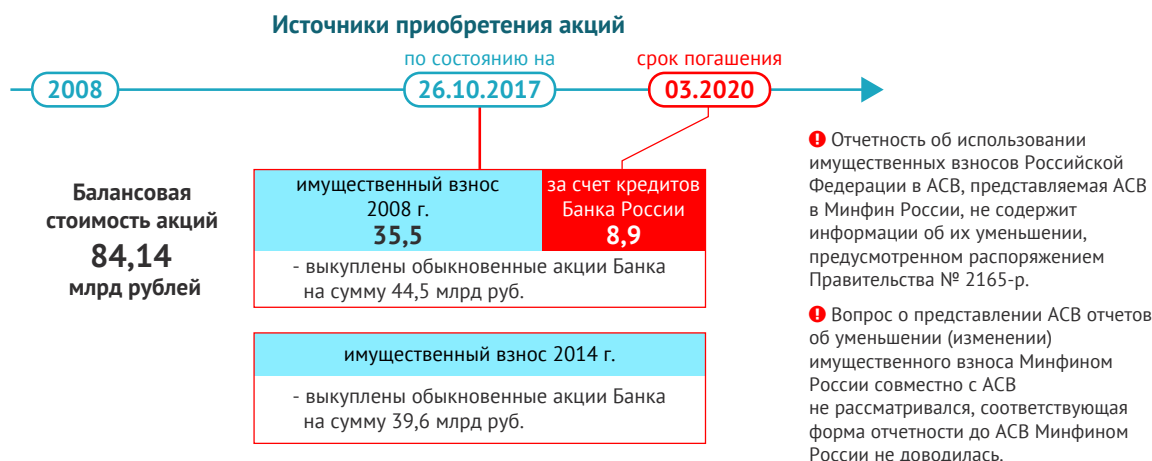 Источники приобретения акций
по состоянию на
срок погашения
2008
26.10.2017
03.2020
Балансовая
стоимость акций
84,14
млрд рублей
имущественный взнос
2008 г.
35,5
за счет кредитов
Банка России
8,9
- выкуплены обыкновенные акции Банка
на сумму 44,5 млрд руб.
имущественный взнос 2014 г.
- выкуплены обыкновенные акции Банка
на сумму 39,6 млрд руб.
Отчетность об использовании
имущественных взносов Российской
Федерации в АСВ, представляемая АСВ
в Минфин России, не содержит
информации об их уменьшении,
предусмотренном распоряжением
Правительства № 2165-р.
Вопрос о представлении АСВ отчетов
об уменьшении (изменении)
имущественного взноса Минфином
России совместно с АСВ
не рассматривался, соответствующая
форма отчетности до АСВ Минфином
России не доводилась.